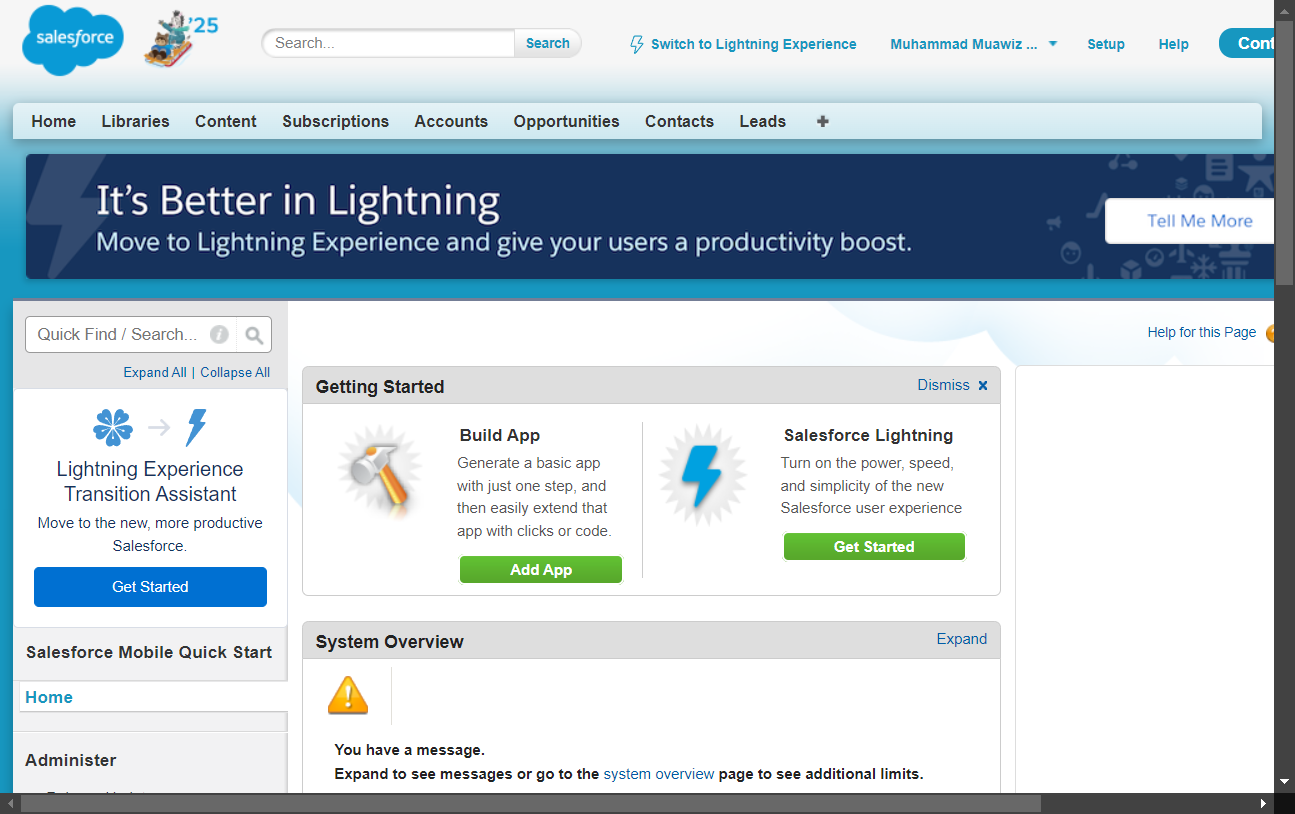 salesforce
'25
Search...
Search
Switch to Lightning Experience
Muhammad Muawiz ...
Setup
Help
Home
Libraries
Content
Subscriptions
Accounts
Opportunities
Contacts
Leads
It's Better in Lightning
Move to Lightning Experience and give your users a productivity boost.
Tell Me More
Quick Find / Search...
Expand All | Collapse All
Lightning Experience
Transition Assistant
Move to the new, more productive
Salesforce.
Get Started
Salesforce Mobile Quick Start
Home
Administer
Help for this Page
Getting Started
Dismiss
Build App
Generate a basic app
with just one step, and
then easily extend that
app with clicks or code.
Add App
Salesforce Lightning
Turn on the power, speed,
and simplicity of the new
Salesforce user experience
Get Started
System Overview
Expand
You have a message.
Expand to see messages or go to the system overview page to see additional limits.